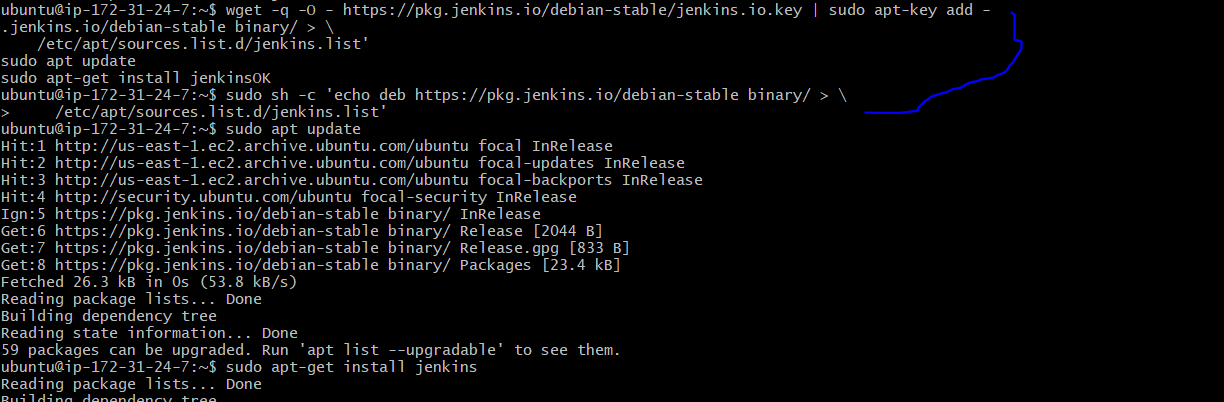 ubuntu@ip-172-31-24-7:~$ wget -q -O - https://pkg.jenkins.io/debian-stable/jenkins.io.key | sudo apt-key add -
.jenkins.io/debian-stable binary/ > \
    /etc/apt/sources.list.d/jenkins.list'
sudo apt update
sudo apt-get install jenkinsOK
ubuntu@ip-172-31-24-7:~$ sudo sh -c 'echo deb https://pkg.jenkins.io/debian-stable binary/ > \
>     /etc/apt/sources.list.d/jenkins.list'
ubuntu@ip-172-31-24-7:~$ sudo apt update
Hit:1 http://us-east-1.ec2.archive.ubuntu.com/ubuntu focal InRelease
Hit:2 http://us-east-1.ec2.archive.ubuntu.com/ubuntu focal-updates InRelease
Hit:3 http://us-east-1.ec2.archive.ubuntu.com/ubuntu focal-backports InRelease
Hit:4 http://security.ubuntu.com/ubuntu focal-security InRelease
Ign:5 https://pkg.jenkins.io/debian-stable binary/ InRelease
Get:6 https://pkg.jenkins.io/debian-stable binary/ Release [2044 B]
Get:7 https://pkg.jenkins.io/debian-stable binary/ Release.gpg [833 B]
Get:8 https://pkg.jenkins.io/debian-stable binary/ Packages [23.4 kB]
Fetched 26.3 kB in 0s (53.8 kB/s)
Reading package lists... Done
Building dependency tree
Reading state information... Done
59 packages can be upgraded. Run 'apt list --upgradable' to see them.
ubuntu@ip-172-31-24-7:~$ sudo apt-get install jenkins
Reading package lists... Done
Building dependency tree